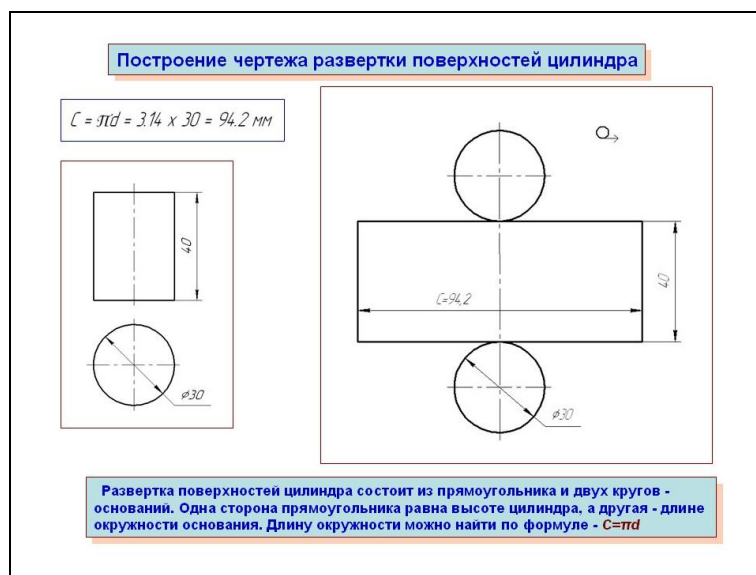 Построение чертежа развертки поверхностей цилиндра
C = πd = 3.14 x 30 = 94.2 мм
40
⌀30
C=94,2
40
⌀30
Развертка поверхностей цилиндра состоит из прямоугольника и двух кругов -
оснований. Одна сторона прямоугольника равна высоте цилиндра, а другая - длине
окружности основания. Длину окружности можно найти по формуле - C=πd